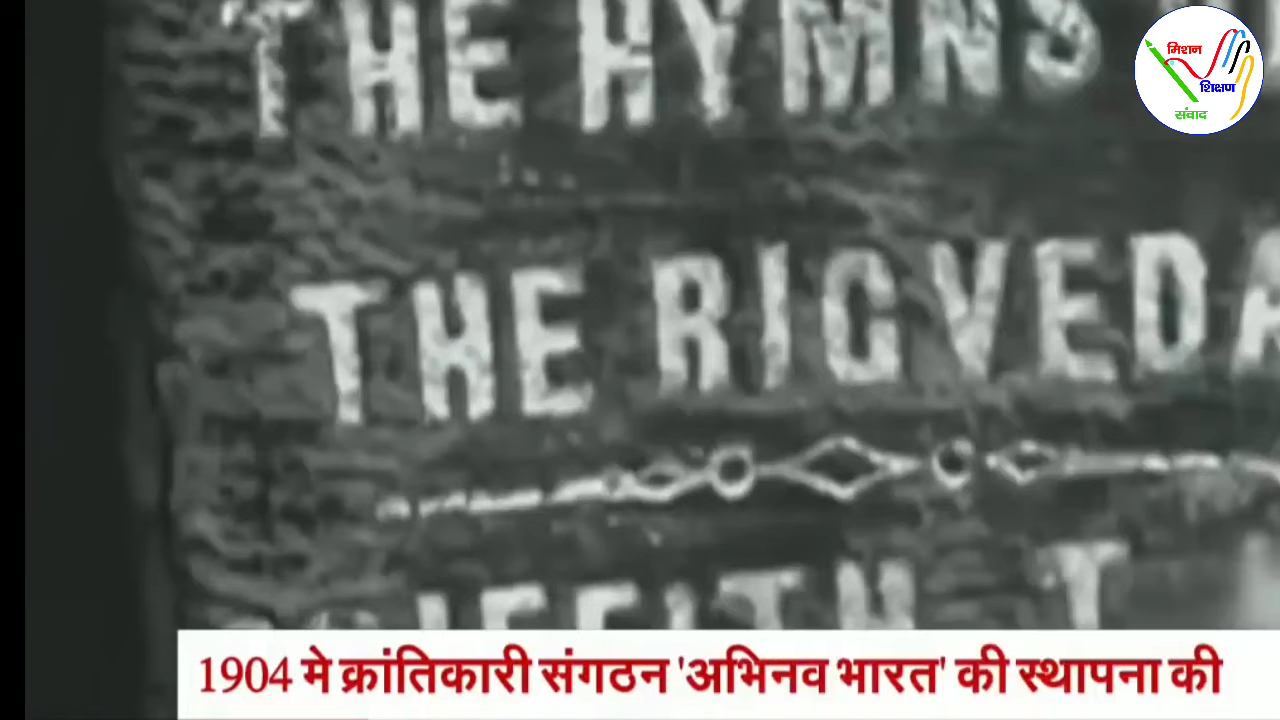 THE HYMNS
THE RIGVEDA
1904 मे क्रांतिकारी संगठन 'अभिनव भारत' की स्थापना की
मिशन
शिक्षण
संवाद